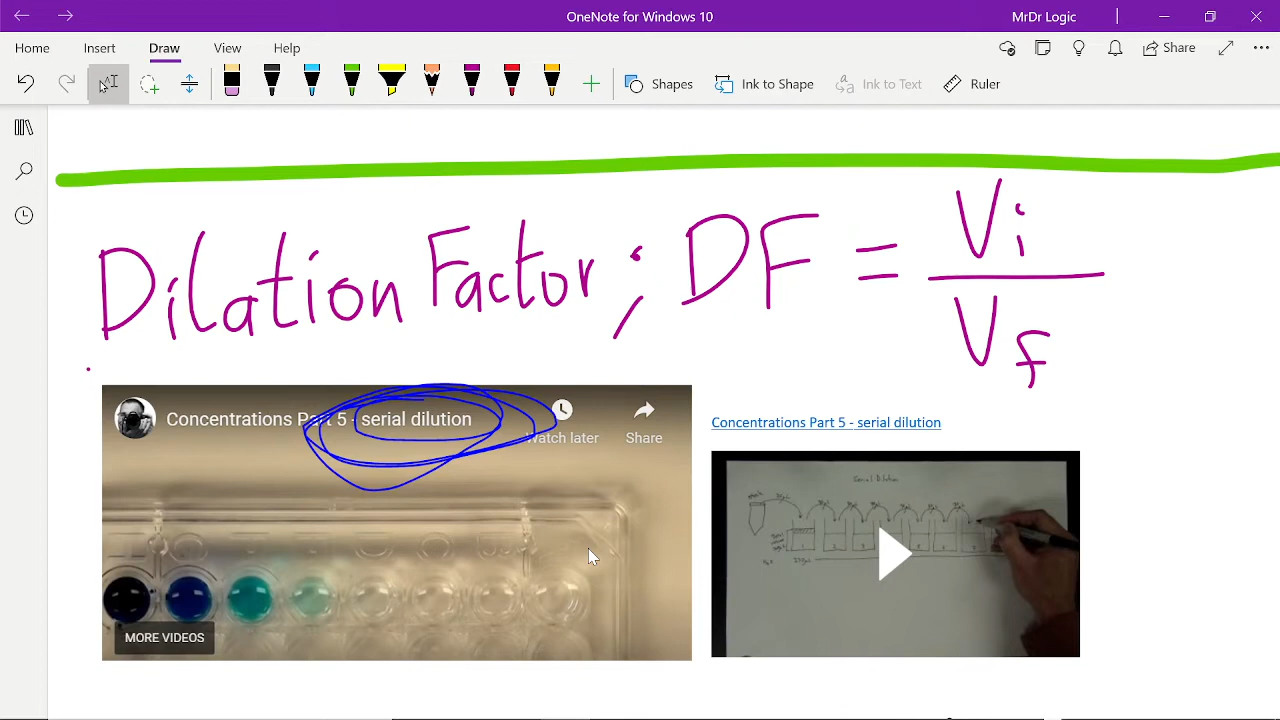 OneNote for Windows 10
MrDr Logic
Home Insert Draw View Help
Share
Shapes Ink to Shape Ink to Text Ruler
Dilation Factor; DF = Vi
Vf
Concentrations Part 5 - serial dilution
Watch later Share
MORE VIDEOS
Concentrations Part 5 - serial dilution
Serial Dilution